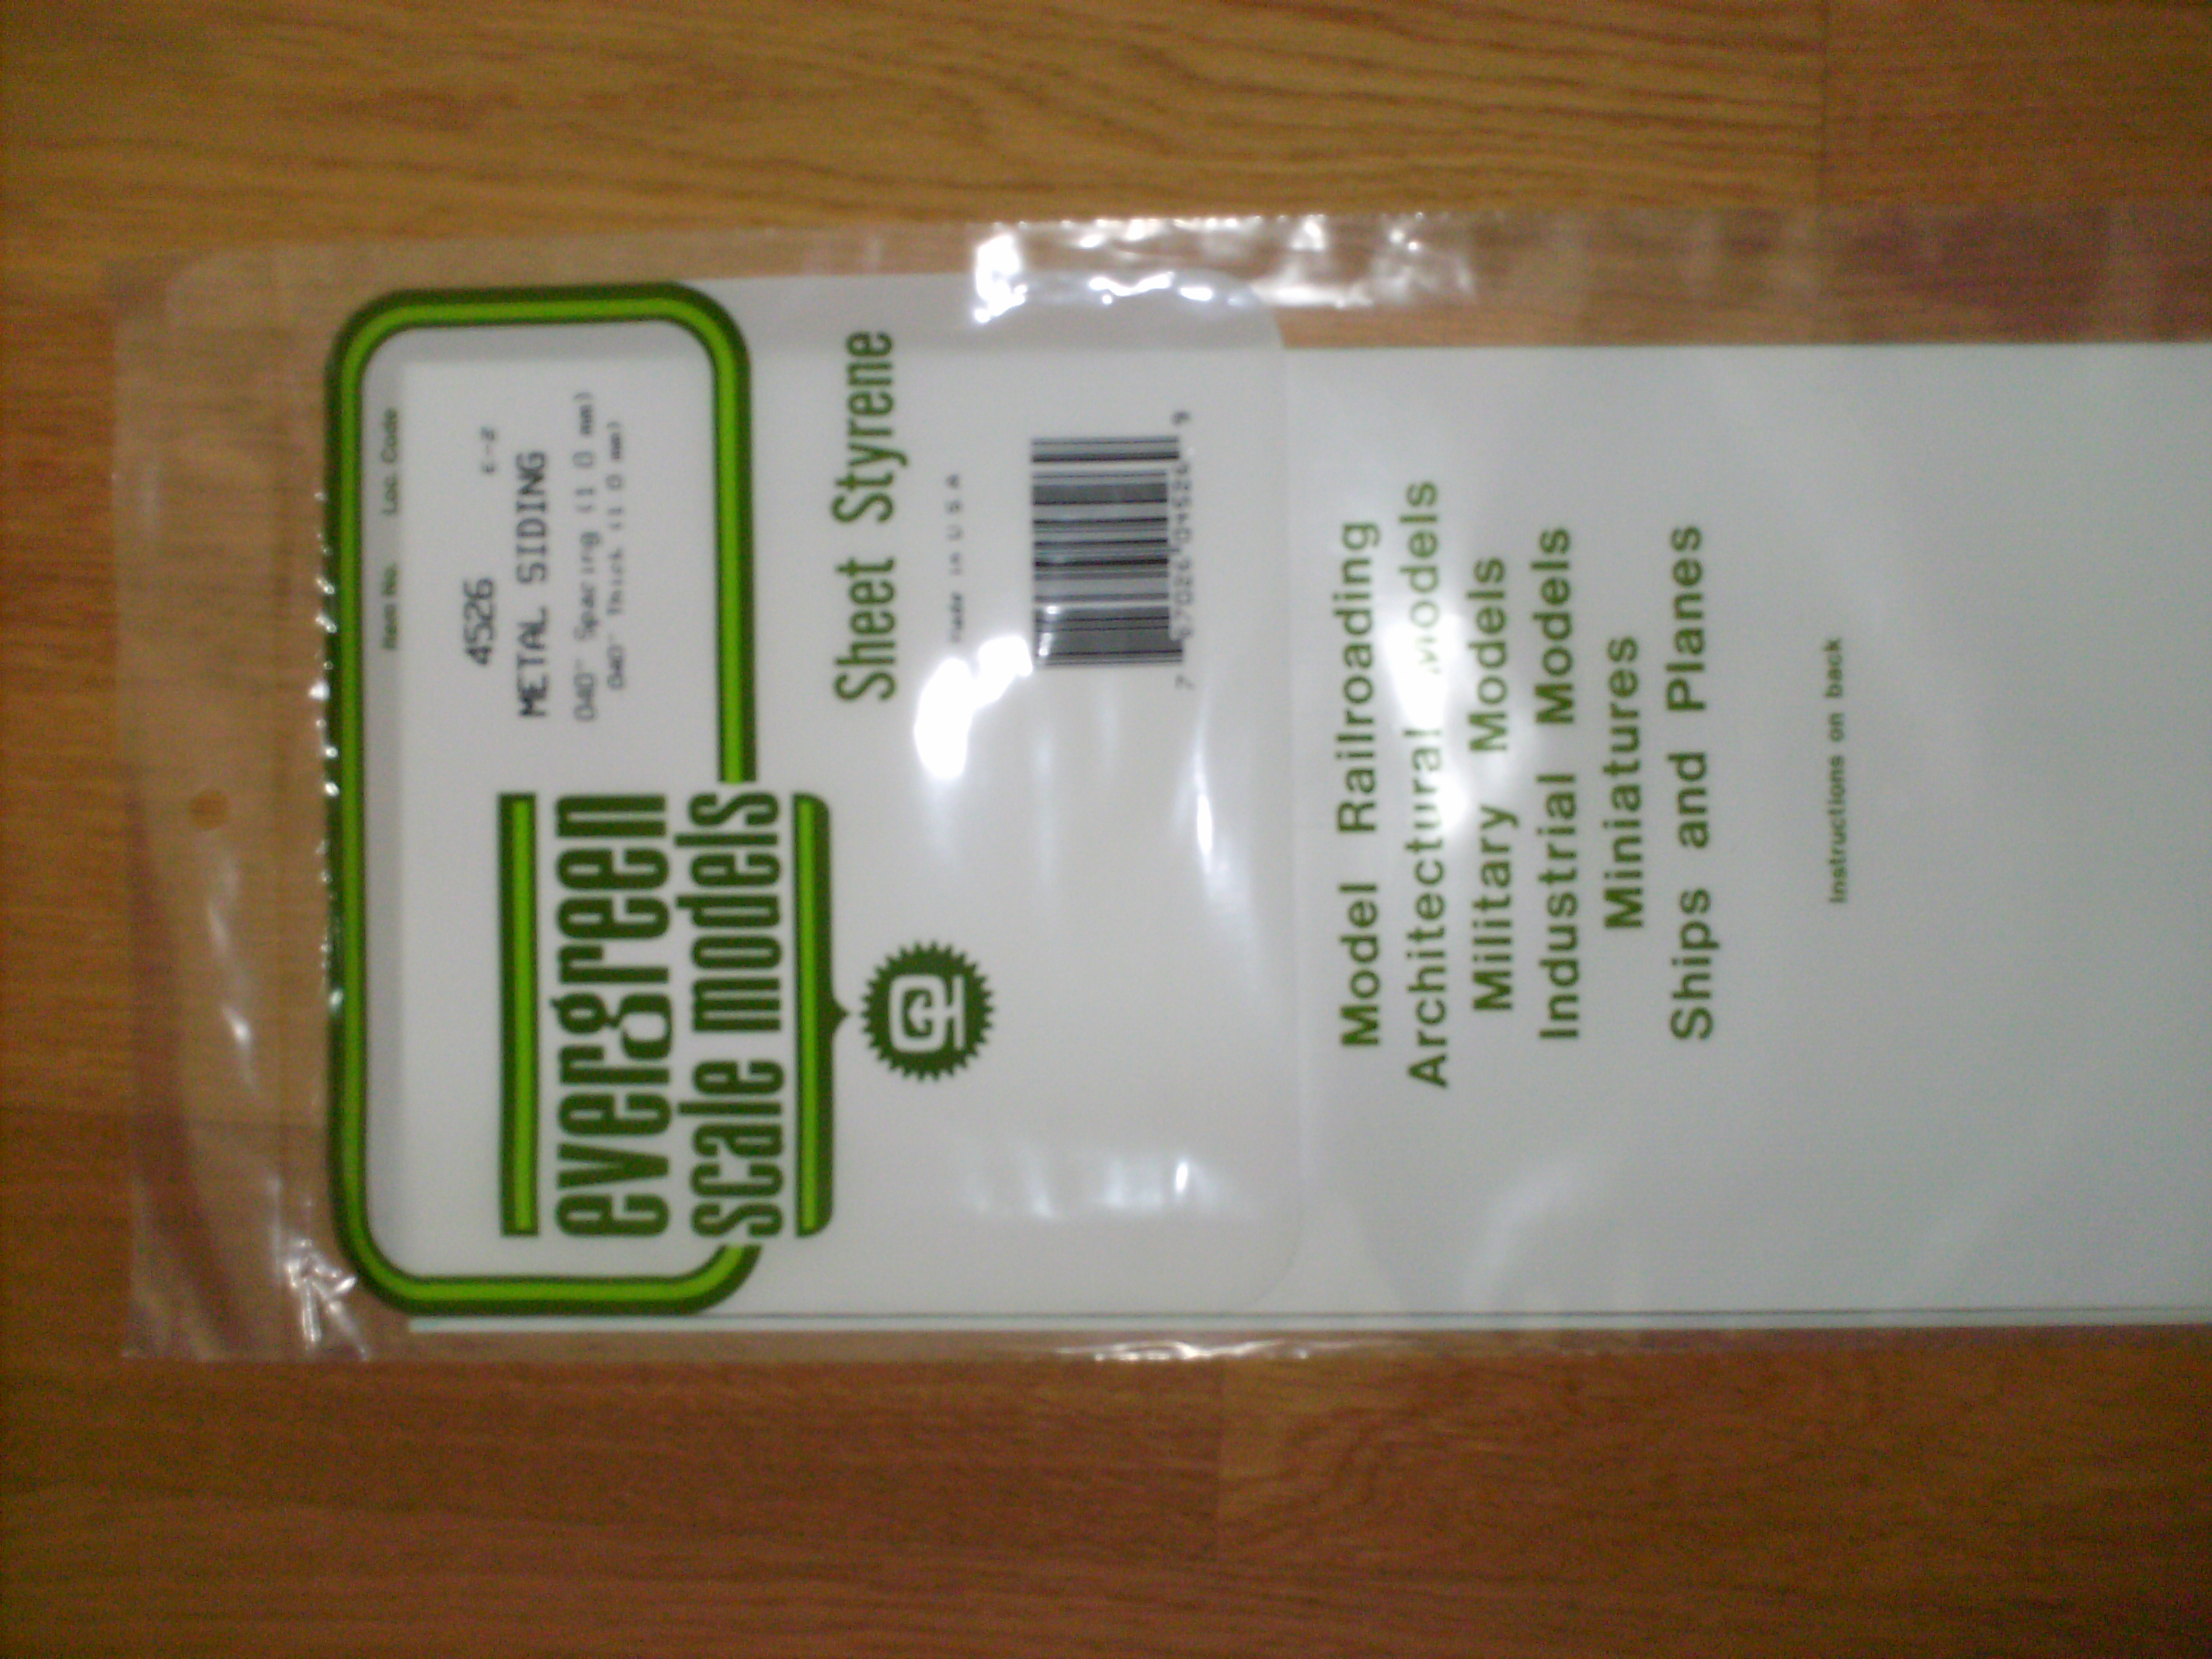 Item No. Loc. Code
4526 E-2
METAL SIDING
.040" Spacing (1.0 mm)
.040" Thick (1.0 mm)
evergreen
scale models
Sheet Styrene
Made in U S A
Model Railroading
Architectural Models
Military Models
Industrial Models
Miniatures
Ships and Planes
Instructions on back